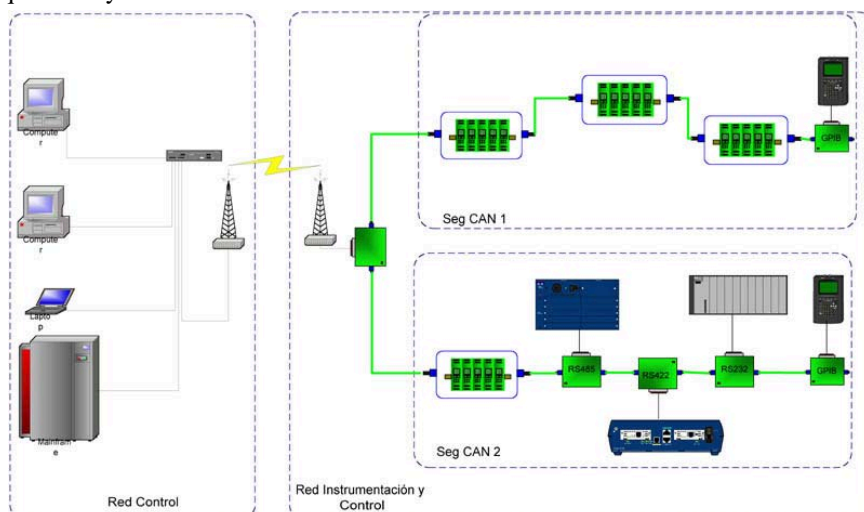 Compute
r
Compute
r
Lapto
p
Mainfram
e
Red Control
GPIB
Seg CAN 1
RS485
RS422
RS232
GPIB
Seg CAN 2
Red Instrumentación y
Control